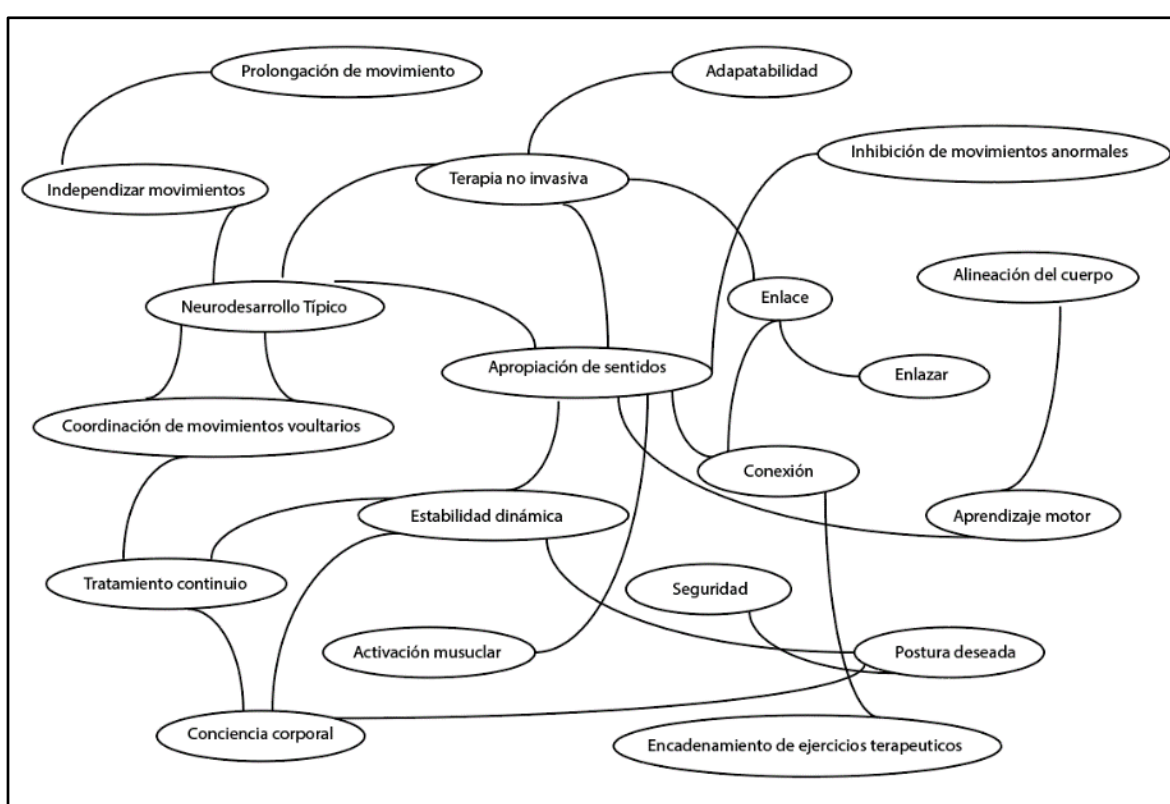 Prolongación de movimiento
Adapatabilidad
Inhibición de movimientos anormales
Independizar movimientos
Terapia no invasiva
Alineación del cuerpo
Neurodesarrollo Típico
Enlace
Apropiación de sentidos
Enlazar
Coordinación de movimientos voultarios
Conexión
Estabilidad dinámica
Aprendizaje motor
Tratamiento continuio
Seguridad
Activación musuclar
Postura deseada
Conciencia corporal
Encadenamiento de ejercicios terapeuticos